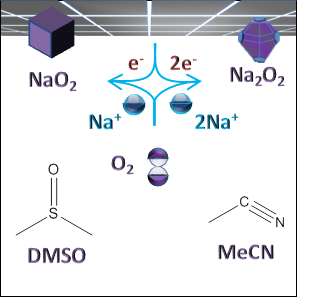 e⁻ 2e⁻
NaO₂ Na₂O₂
Na⁺ 2Na⁺
O₂
O
S
C
N
DMSO MeCN